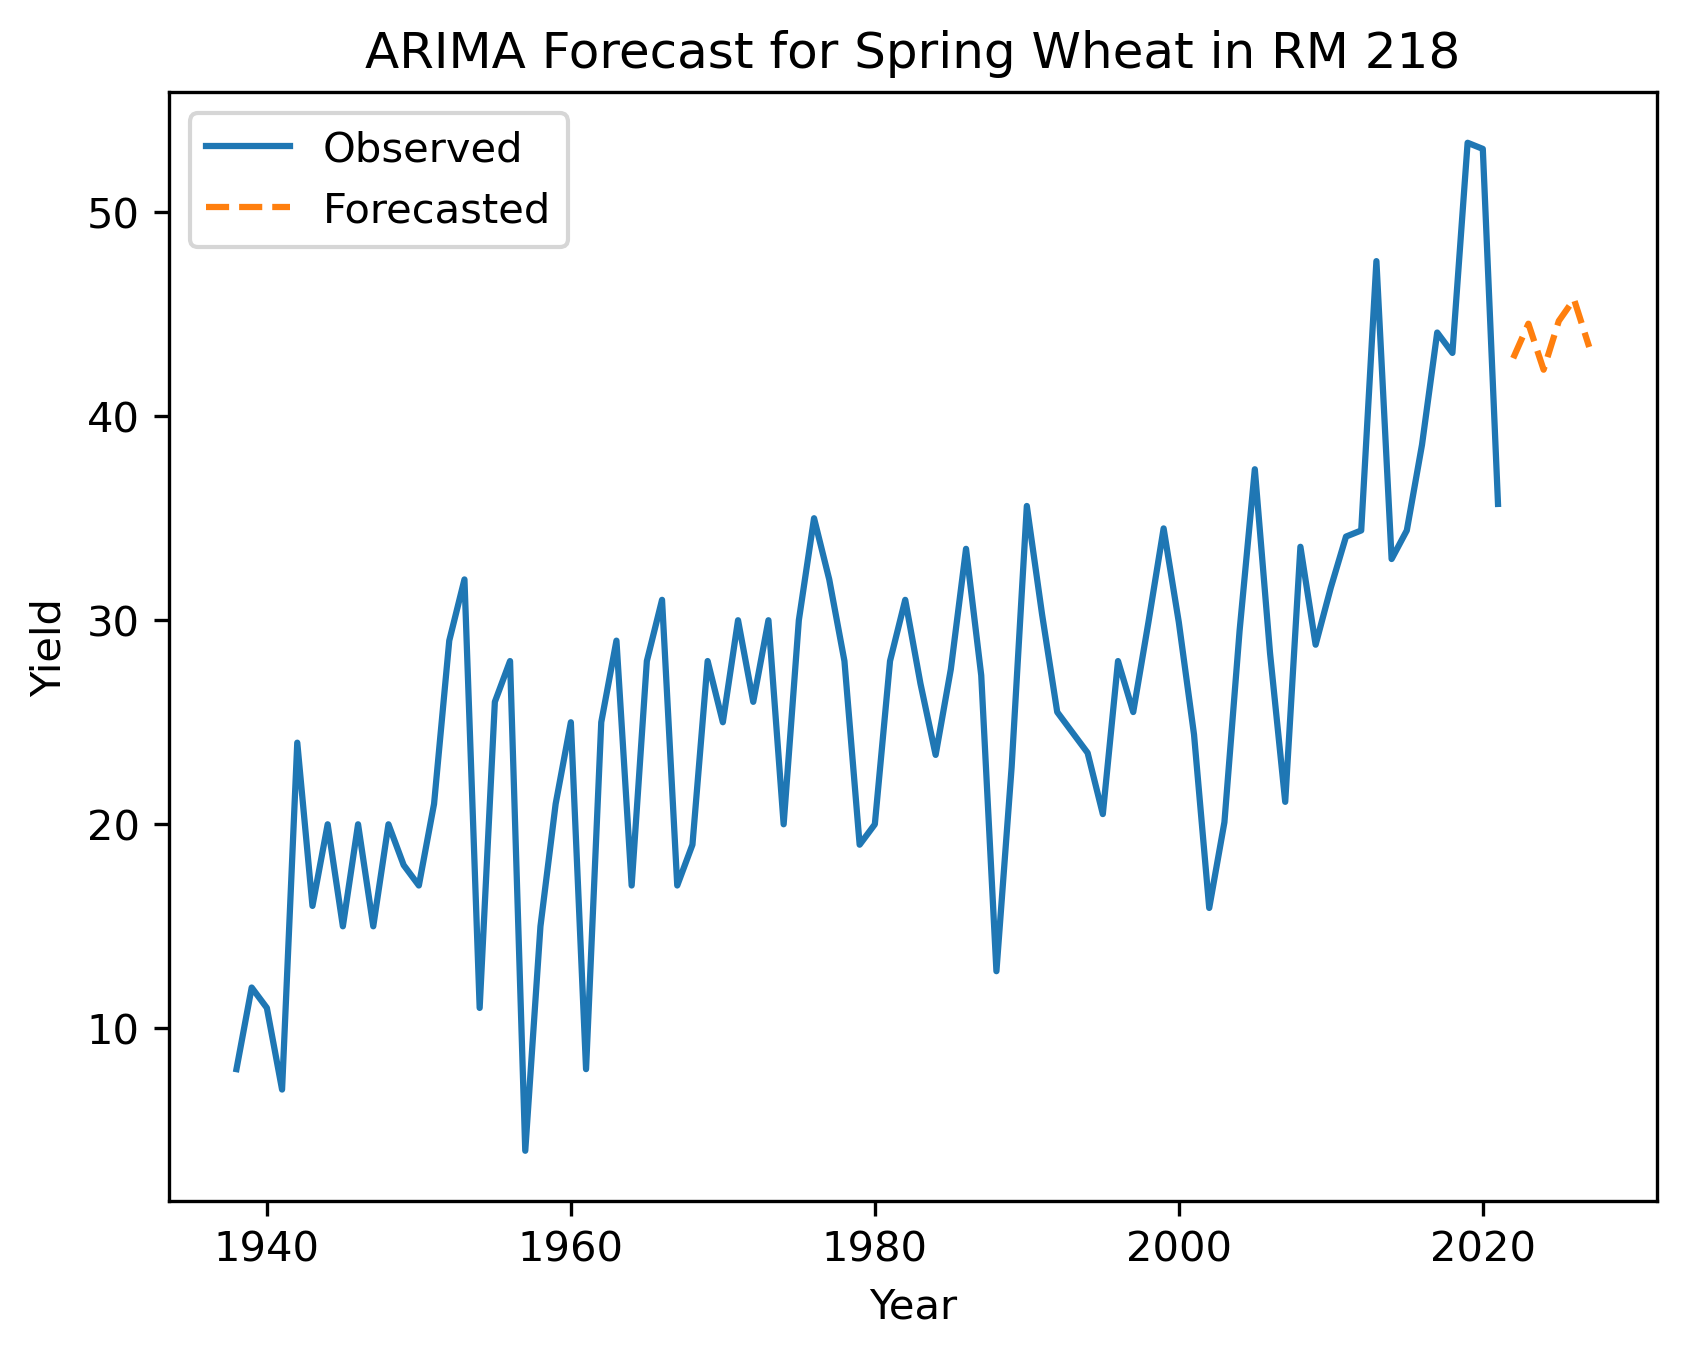 ARIMA Forecast for Spring Wheat in RM 218
Observed
Forecasted
50
40
30
20
10
Yield
1940 1960 1980 2000 2020
Year